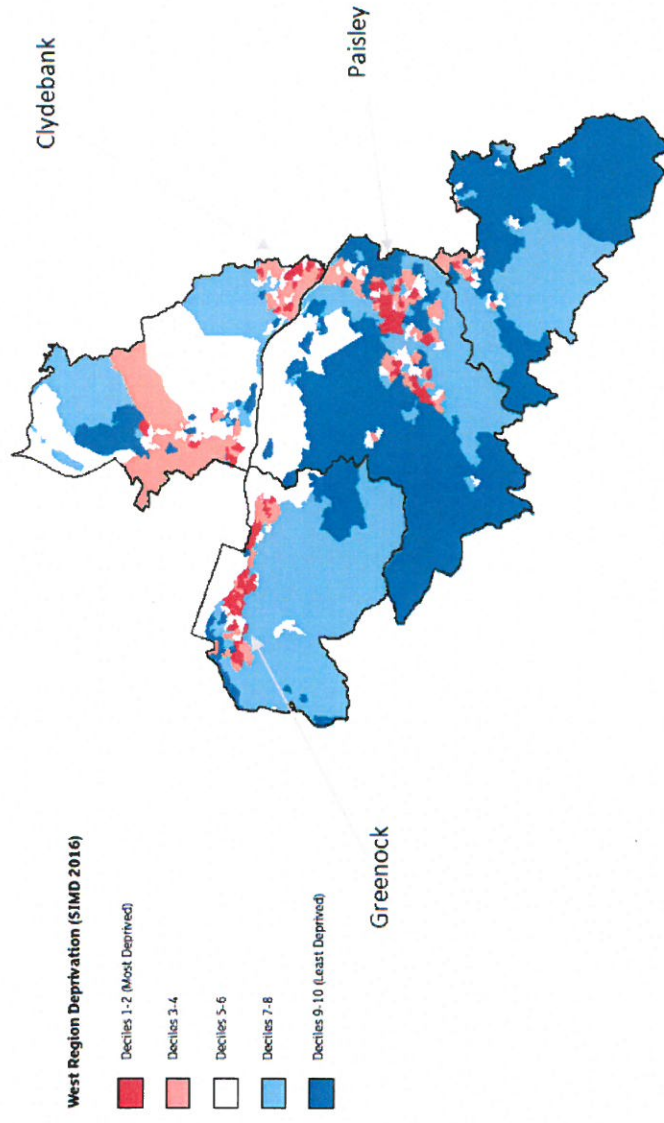 West Region Deprivation (SIMD 2016)
Deciles 1-2 (Most Deprived)
Deciles 3-4
Deciles 5-6
Deciles 7-8
Deciles 9-10 (Least Deprived)
Greenock
Clydebank
Paisley